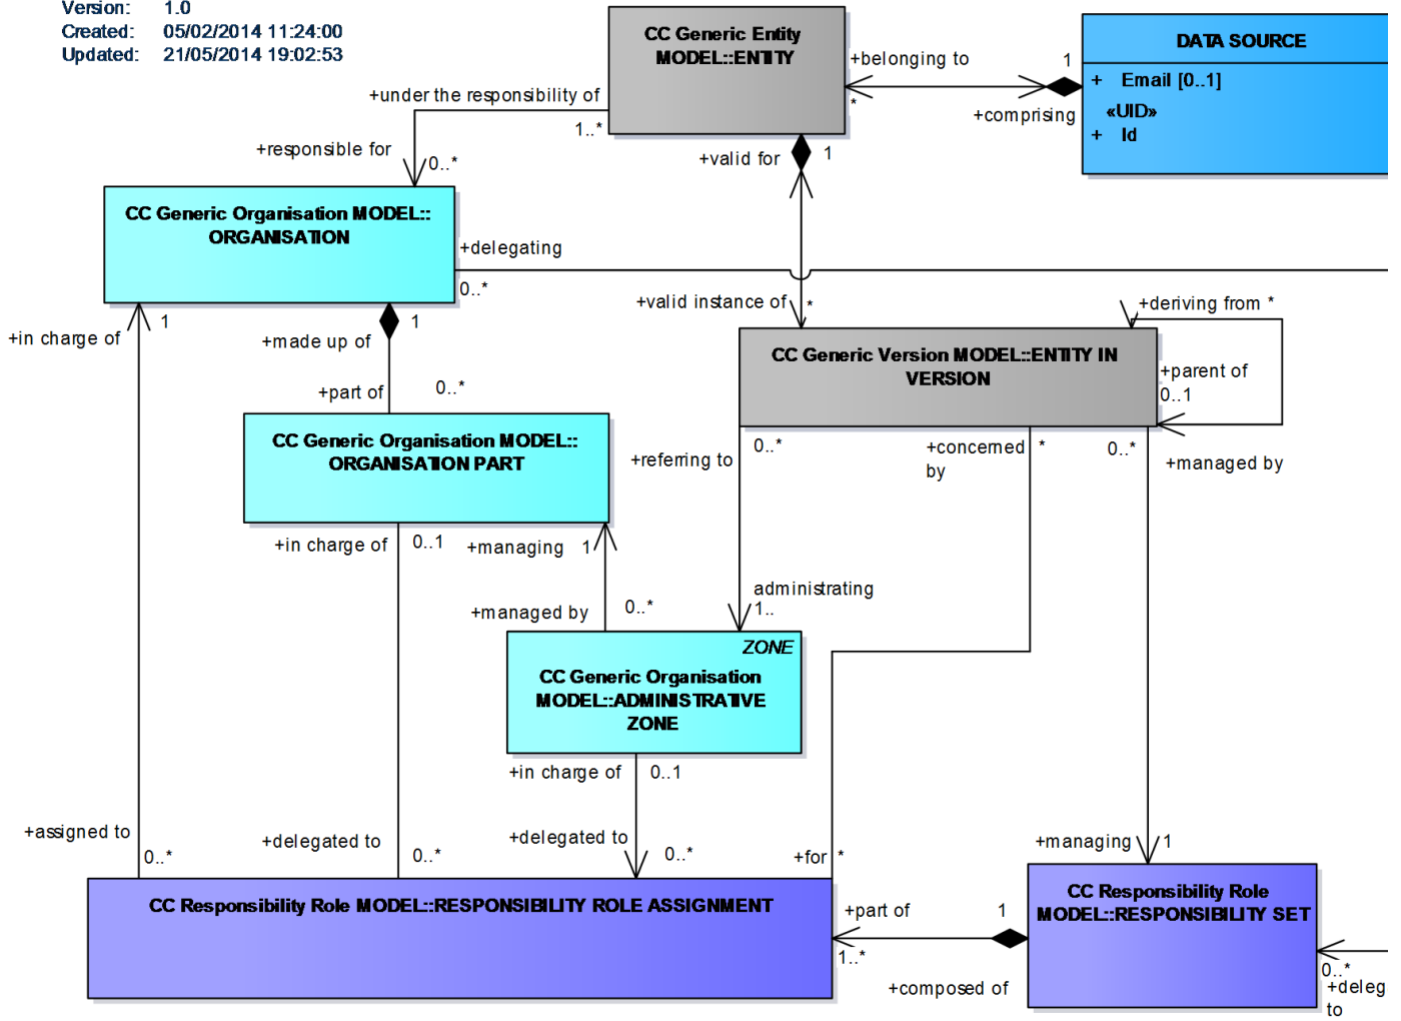 Version: 1.0
Created: 05/02/2014 11:24:00
Updated: 21/05/2014 19:02:53
CC Generic Entity
MODEL::ENTITY
DATA SOURCE
+ Email [0..1]
«UID»
+ Id
+belonging to
1
*
+comprising
+under the responsibility of
1..*
+responsible for
0..*
+valid for
1
CC Generic Organisation MODEL::
ORGANISATION
+delegating
0..*
+valid instance of
*
+deriving from *
+in charge of
1
+made up of
1
CC Generic Version MODEL::ENTITY IN
VERSION
+parent of
0..1
+part of
0..*
CC Generic Organisation MODEL::
ORGANISATION PART
+referring to
0..*
+concerned
by
*
0..*
+managed by
+in charge of
0..1
+managing
1
administrating
1..
+managed by
0..*
ZONE
CC Generic Organisation
MODEL::ADMINISTRATIVE
ZONE
+in charge of
0..1
+assigned to
0..*
+delegated to
0..*
+delegated to
0..*
+for
*
+managing
1
CC Responsibility Role MODEL::RESPONSIBILITY ROLE ASSIGNMENT
CC Responsibility Role
MODEL::RESPONSIBILITY SET
+part of
1
1..*
+composed of
0..*
+deleg
to